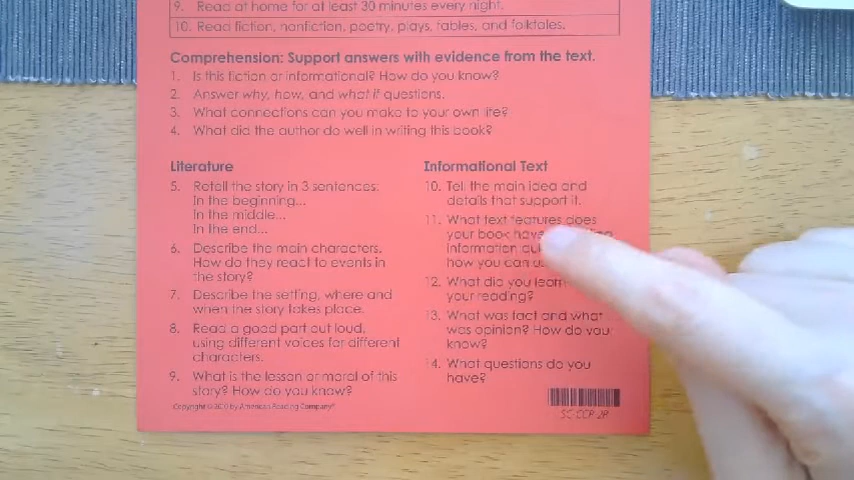 9. Read at home for at least 30 minutes every night.
10. Read fiction, nonfiction, poetry, plays, fables, and folktales.
Comprehension: Support answers with evidence from the text.
1. Is this fiction or informational? How do you know?
2. Answer why, how, and what if questions.
3. What connections can you make to your own life?
4. What did the author do well in writing this book?
Literature
5. Retell the story in 3 sentences:
In the beginning...
In the middle...
In the end...
6. Describe the main characters.
How do they react to events in
the story?
7. Describe the setting, where and
when the story takes place.
8. Read a good part out loud,
using different voices for different
characters.
9. What is the lesson or moral of this
story? How do you know?
Copyright © 2010 by American Reading Company®
Informational Text
10. Tell the main idea and
details that support it.
11. What text features does
your book have
information
how you can
12. What did you learn
your reading?
13. What was fact and what
was opinion? How do you
know?
14. What questions do you
have?